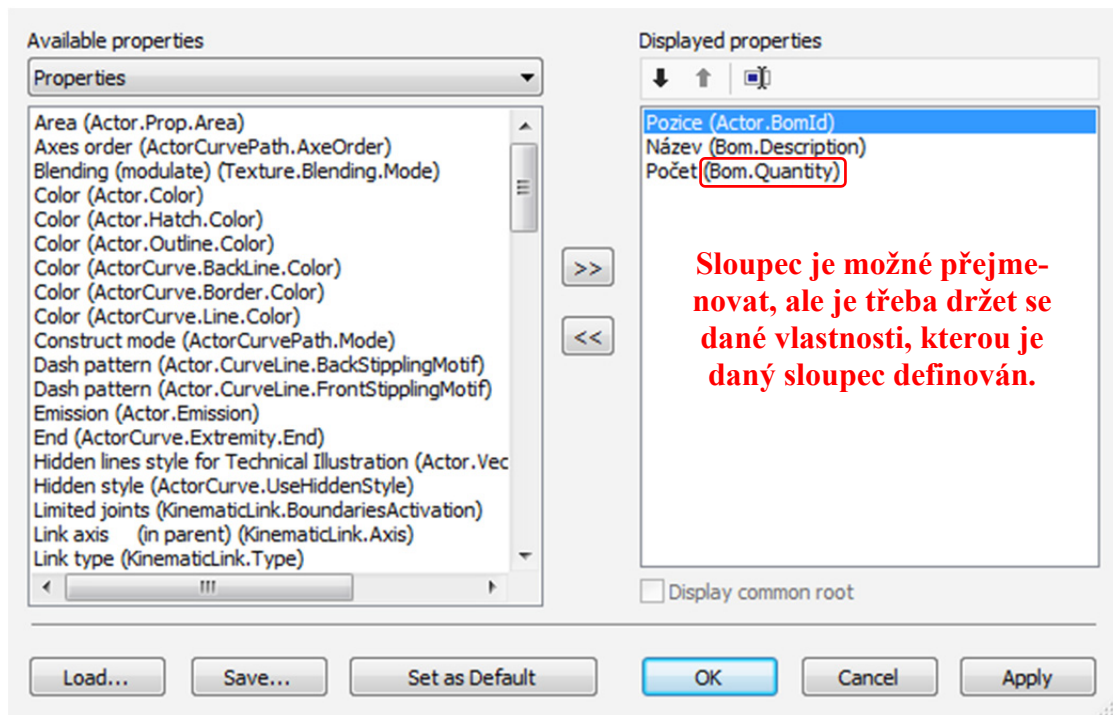 Available properties
Properties
Area (Actor.Prop.Area)
Axes order (ActorCurvePath.AxeOrder)
Blending (modulate) (Texture.Blending.Mode)
Color (Actor.Color)
Color (Actor.Hatch.Color)
Color (Actor.Outline.Color)
Color (ActorCurve.BackLine.Color)
Color (ActorCurve.Border.Color)
Color (ActorCurve.Line.Color)
Construct mode (ActorCurvePath.Mode)
Dash pattern (Actor.CurveLine.BackStipplingMotif)
Dash pattern (Actor.CurveLine.FrontStipplingMotif)
Emission (Actor.Emission)
End (ActorCurve.Extremity.End)
Hidden lines style for Technical Illustration (Actor.Vec
Hidden style (ActorCurve.UseHiddenStyle)
Limited joints (KinematicLink.BoundariesActivation)
Link axis (in parent) (KinematicLink.Axis)
Link type (KinematicLink.Type)
>>
<<
Displayed properties
Pozice (Actor.BomId)
Název (Bom.Description)
Počet (Bom.Quantity)
Sloupec je možné přejme-
novat, ale je třeba držet se
dané vlastnosti, kterou je
daný sloupec definován.
Display common root
Load...
Save...
Set as Default
OK
Cancel
Apply